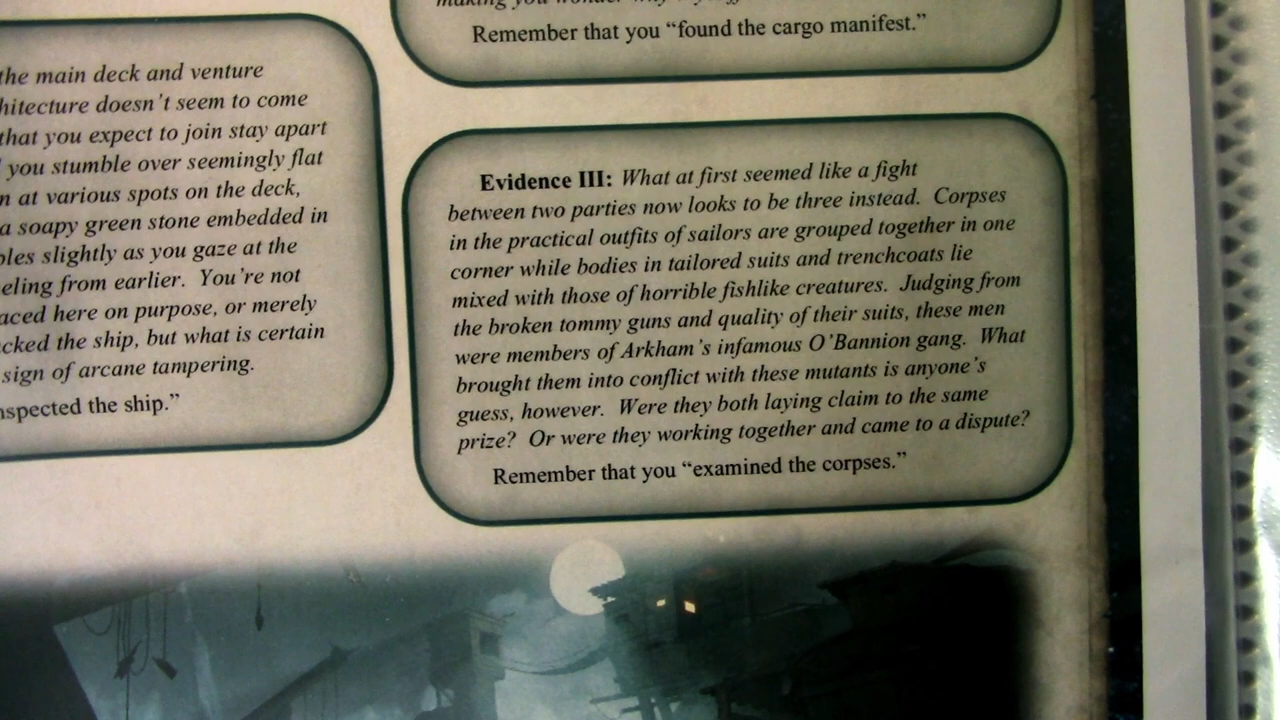 the main deck and venture
doesn't seem to come
that you expect to join stay apart
you stumble over seemingly flat
at various spots on the deck,
a soapy green stone embedded in
slightly as you gaze at the
from earlier. You're not
here on purpose, or merely
the ship, but what is certain
sign of arcane tampering.
the ship."
making you wonder why
Remember that you "found the cargo manifest."
Evidence III: What at first seemed like a fight
between two parties now looks to be three instead. Corpses
in the practical outfits of sailors are grouped together in one
corner while bodies in tailored suits and trenchcoats lie
mixed with those of horrible fishlike creatures. Judging from
the broken tommy guns and quality of their suits, these men
were members of Arkham's infamous O'Bannion gang. What
brought them into conflict with these mutants is anyone's
guess, however. Were they both laying claim to the same
prize? Or were they working together and came to a dispute?
Remember that you "examined the corpses."